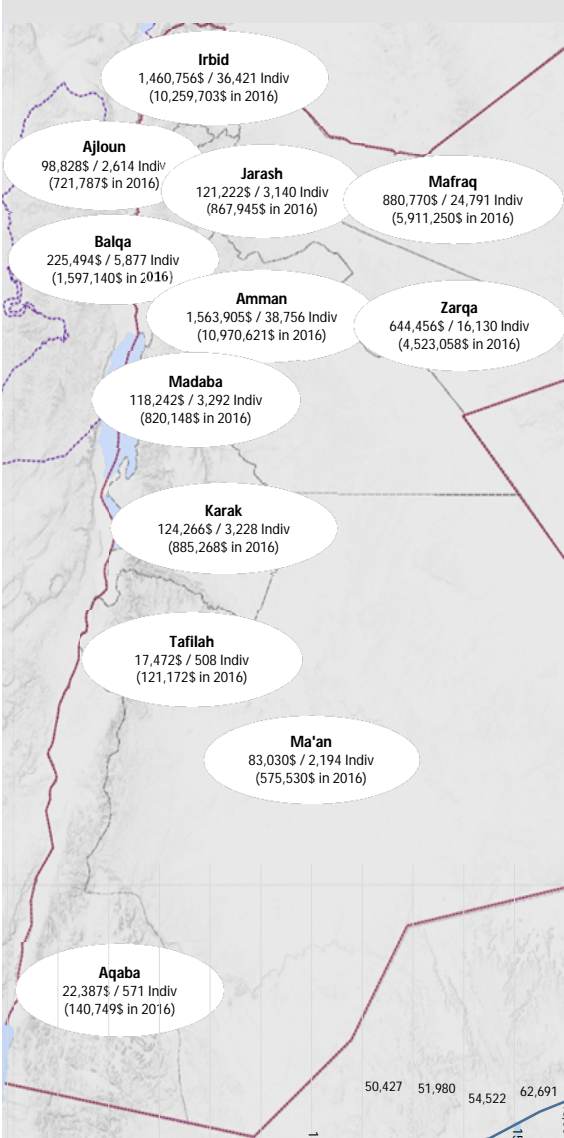 Irbid
1,460,756$ / 36,421 Indiv
(10,259,703$ in 2016)
Ajloun
98,828$ / 2,614 Indiv
(721,787$ in 2016)
Jarash
121,222$ / 3,140 Indiv
(867,945$ in 2016)
Mafraq
880,770$ / 24,791 Indiv
(5,911,250$ in 2016)
Balqa
225,494$ / 5,877 Indiv
(1,597,140$ in 2016)
Amman
1,563,905$ / 38,756 Indiv
(10,970,621$ in 2016)
Zarqa
644,456$ / 16,130 Indiv
(4,523,058$ in 2016)
Madaba
118,242$ / 3,292 Indiv
(820,148$ in 2016)
Karak
124,266$ / 3,228 Indiv
(885,268$ in 2016)
Tafilah
17,472$ / 508 Indiv
(121,172$ in 2016)
Ma'an
83,030$ / 2,194 Indiv
(575,530$ in 2016)
Aqaba
22,387$ / 571 Indiv
(140,749$ in 2016)
50,427
51,980
54,522
62,691